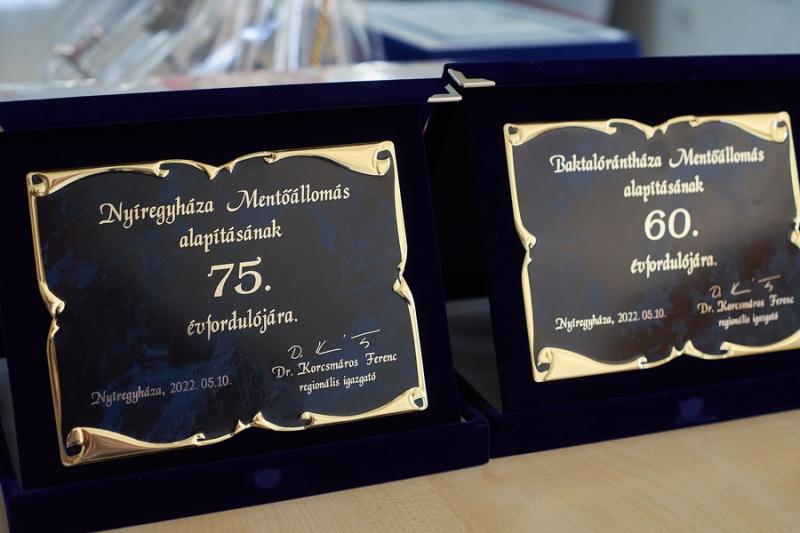 Nyíregyháza Mentőállomás
alapításának
75.
évfordulójára.
Nyíregyháza, 2022.05.10.
Dr. Korcsmáros Ferenc
regionális igazgató
Baktalórántháza Mentőállomás
alapításának
60.
évfordulójára.
Nyíregyháza, 2022.05.10.
Dr. Korcsmáros Ferenc
regionális igazgató